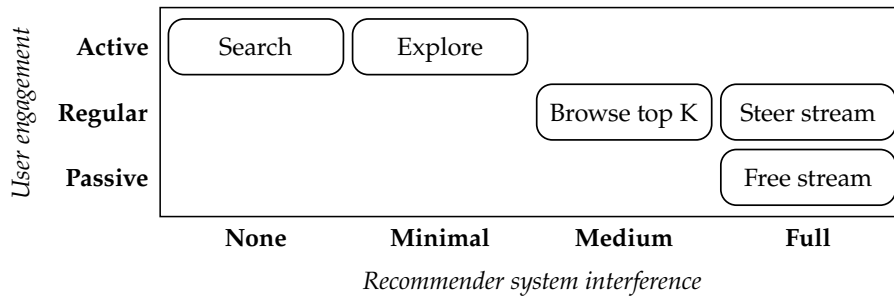 User engagement
Active Search Explore
Regular Browse top K Steer stream
Passive Free stream
None Minimal Medium Full
Recommender system interference